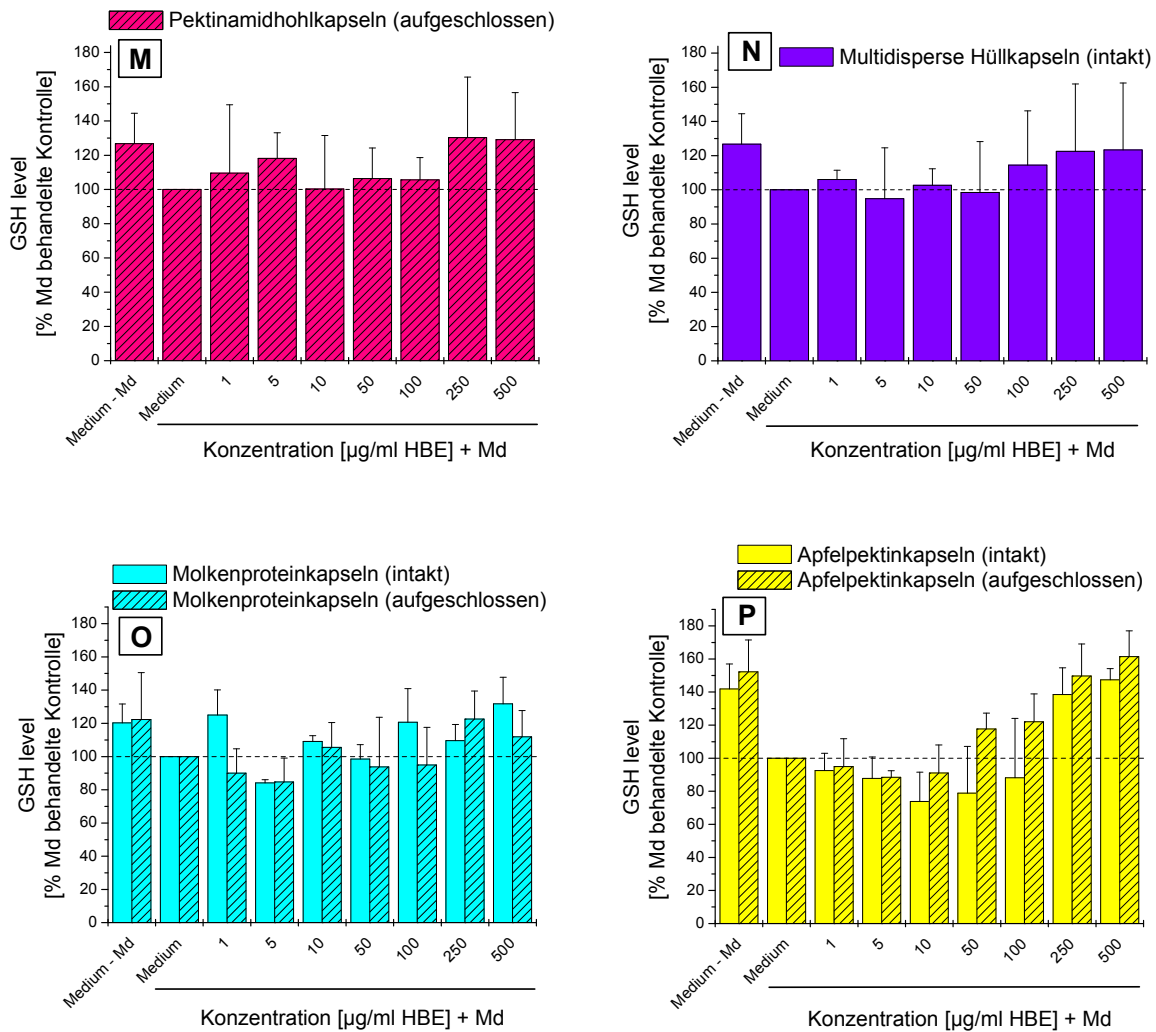 Pektinamidhohlkapseln (aufgeschlossen)
M
GSH level
[% Md behandelte Kontrolle]
180
160
140
120
100
80
60
40
20
0
Medium - Md
Medium
1
5
10
50
100
250
500
Konzentration [µg/ml HBE] + Md
N
Multidisperse Hüllkapseln (intakt)
GSH level
[% Md behandelte Kontrolle]
180
160
140
120
100
80
60
40
20
0
Medium - Md
Medium
1
5
10
50
100
250
500
Konzentration [µg/ml HBE] + Md
Molkenproteinkapseln (intakt)
Molkenproteinkapseln (aufgeschlossen)
O
GSH level
[% Md behandelte Kontrolle]
180
160
140
120
100
80
60
40
20
0
Medium - Md
Medium
1
5
10
50
100
250
500
Konzentration [µg/ml HBE] + Md
Apfelpektinkapseln (intakt)
Apfelpektinkapseln (aufgeschlossen)
P
GSH level
[% Md behandelte Kontrolle]
180
160
140
120
100
80
60
40
20
0
Medium - Md
Medium
1
5
10
50
100
250
500
Konzentration [µg/ml HBE] + Md